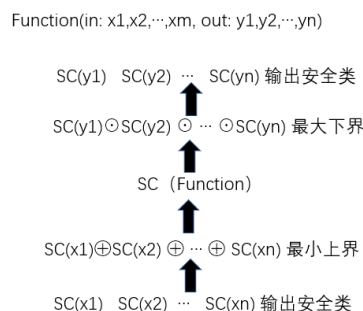 Function(in: x1,x2,···,xm, out: y1,y2,···,yn)
SC(y1) SC(y2) ··· SC(yn) 输出安全类
SC(y1)⊙SC(y2) ⊙ ··· ⊙SC(yn) 最大下界
SC（Function）
SC(x1)⊕SC(x2) ⊕ ··· ⊕ SC(xn) 最小上界
SC(x1) SC(x2) ··· SC(xn) 输出安全类